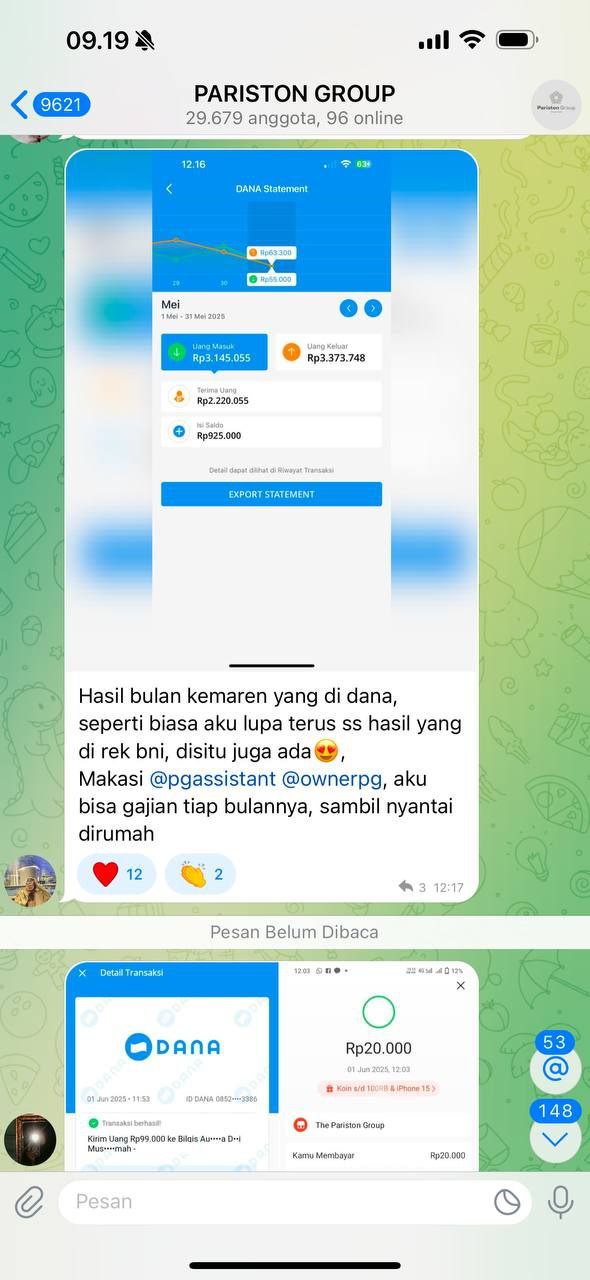 09.19
9621
PARISTON GROUP
29.679 anggota, 96 online
Pariston Group
12.16
63
DANA Statement
Rp63.300
Rp55.000
29
30
Mei
1 Mei - 31 Mei 2025
Uang Masuk
Rp3.145.055
Uang Keluar
Rp3.373.748
Terima Uang
Rp2.220.055
Isi Saldo
Rp925.000
Detail dapat dilihat di Riwayat Transaksi
EXPORT STATEMENT
Hasil bulan kemaren yang di dana,
seperti biasa aku lupa terus ss hasil yang
di rek bni, disitu juga ada😍,
Makasi @pgassistant @ownerpg, aku
bisa gajian tiap bulannya, sambil nyantai
dirumah
❤️ 12 👏 2
3 12:17
Pesan Belum Dibaca
Detail Transaksi
DANA
01 Jun 2025 • 11:53 ID DANA 0852••••3386
Transaksi berhasil!
Kirim Uang Rp99.000 ke Bilqis Au••••a D••i
Mus••••mah -
12.03
12%
Rp20.000
01 Jun 2025, 12:03
Koin s/d 100RB & iPhone 15 >
The Pariston Group
Kamu Membayar Rp20.000
53
@
148
Pesan